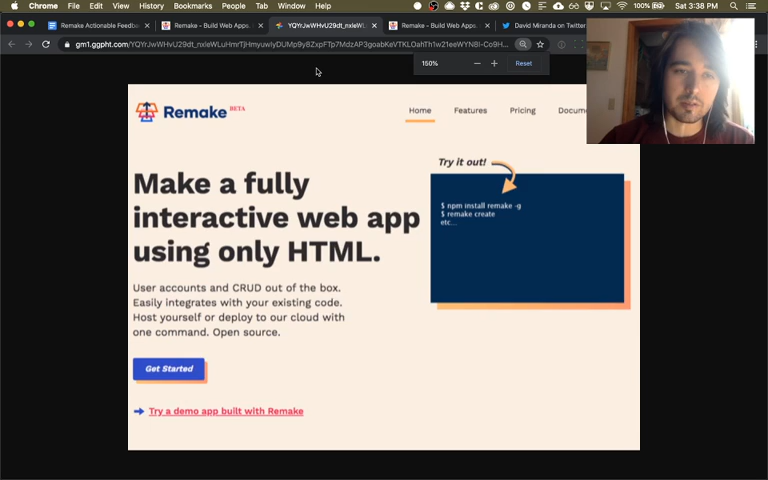 Chrome File Edit View History Bookmarks People Tab Window Help 100% Sat 3:38 PM
Remake Actionable Feedb
Remake - Build Web Apps
YQYrJwWHvU29dt_nxleWL
Remake - Build Web Apps
David Miranda on Twitter
150% Reset
Remake BETA
Home Features Pricing Docum
Try it out!
$ npm install remake -g
$ remake create
etc...
Make a fully
interactive web app
using only HTML.
User accounts and CRUD out of the box.
Easily integrates with your existing code.
Host yourself or deploy to our cloud with
one command. Open source.
Get Started
Try a demo app built with Remake